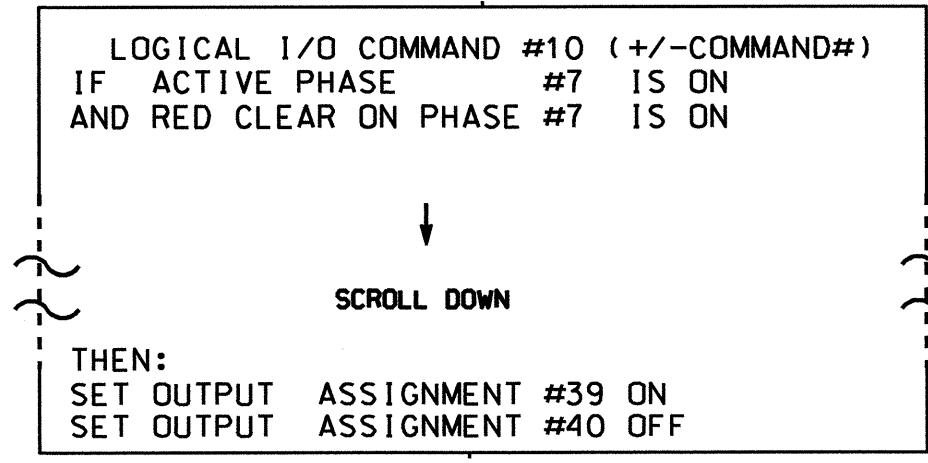 LOGICAL I/O COMMAND #10 (+/-COMMAND#)
IF ACTIVE PHASE #7 IS ON
AND RED CLEAR ON PHASE #7 IS ON
SCROLL DOWN
THEN:
SET OUTPUT ASSIGNMENT #39 ON
SET OUTPUT ASSIGNMENT #40 OFF